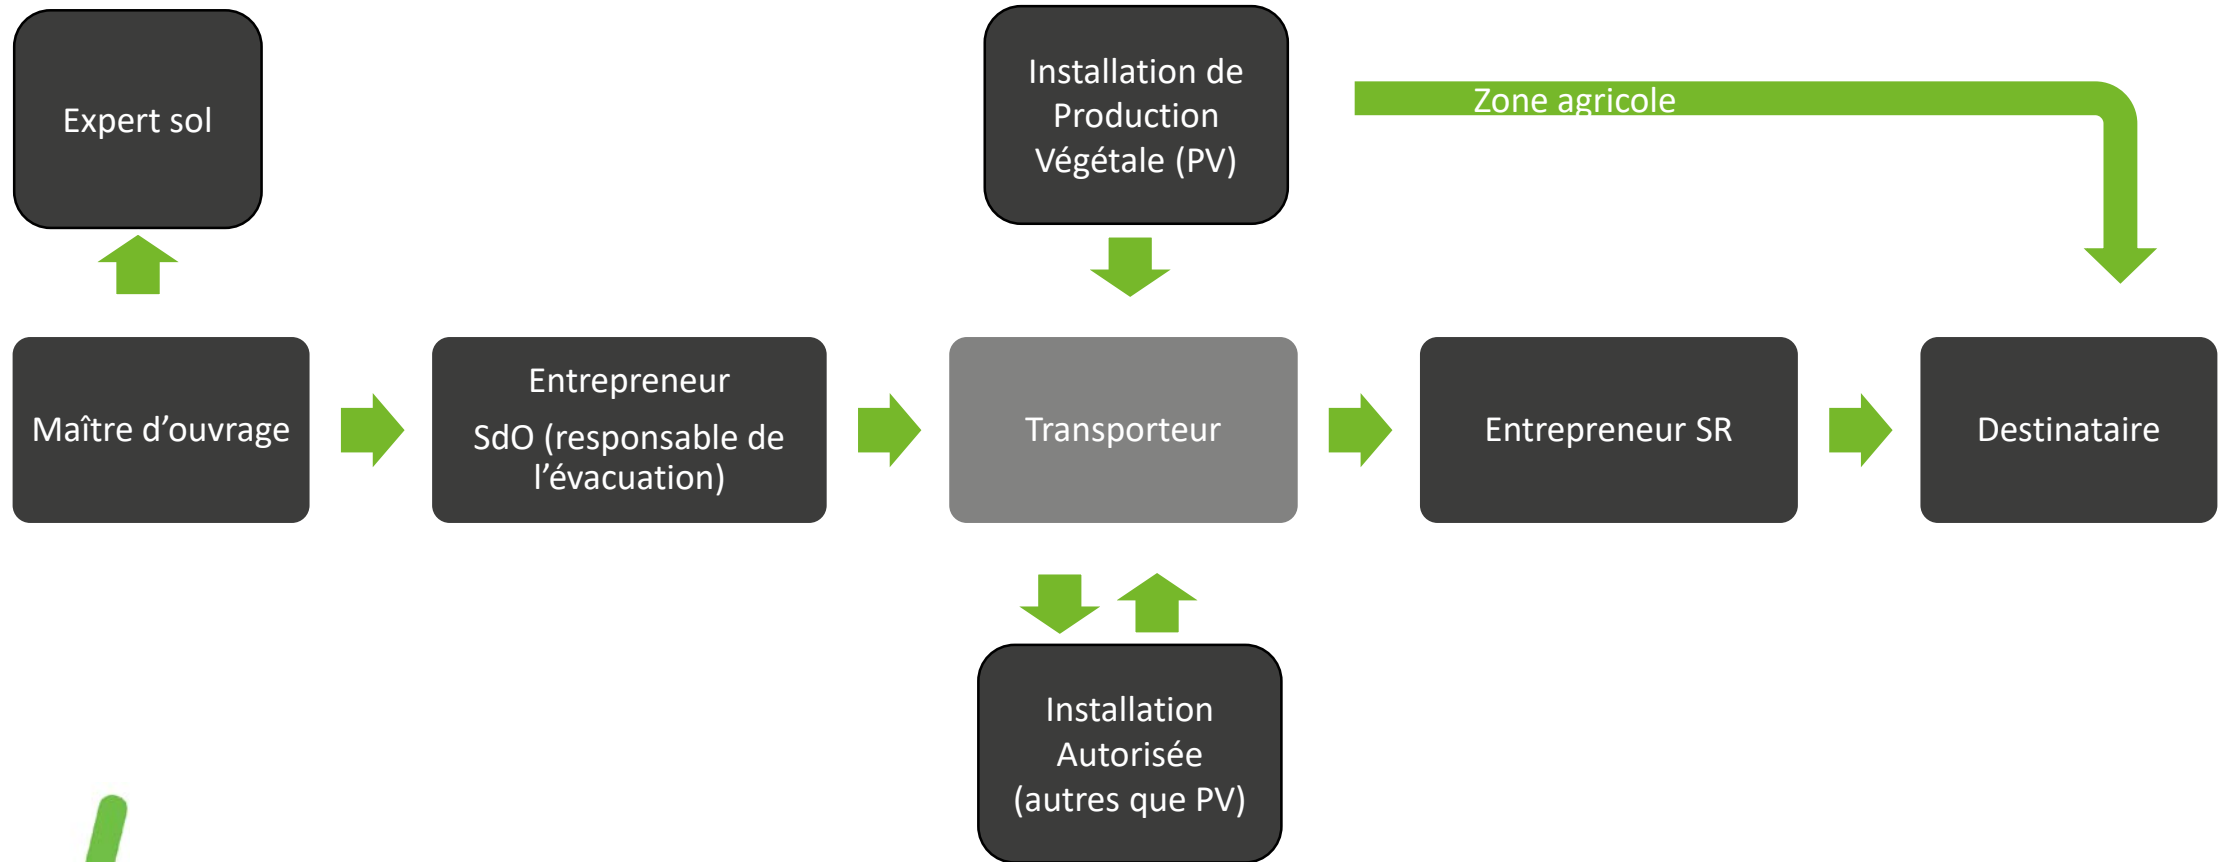 Expert sol
Installation de
Production
Végétale (PV)
Zone agricole
Maître d’ouvrage
Entrepreneur
SdO (responsable de
l’évacuation)
Transporteur
Entrepreneur SR
Destinataire
Installation
Autorisée
(autres que PV)